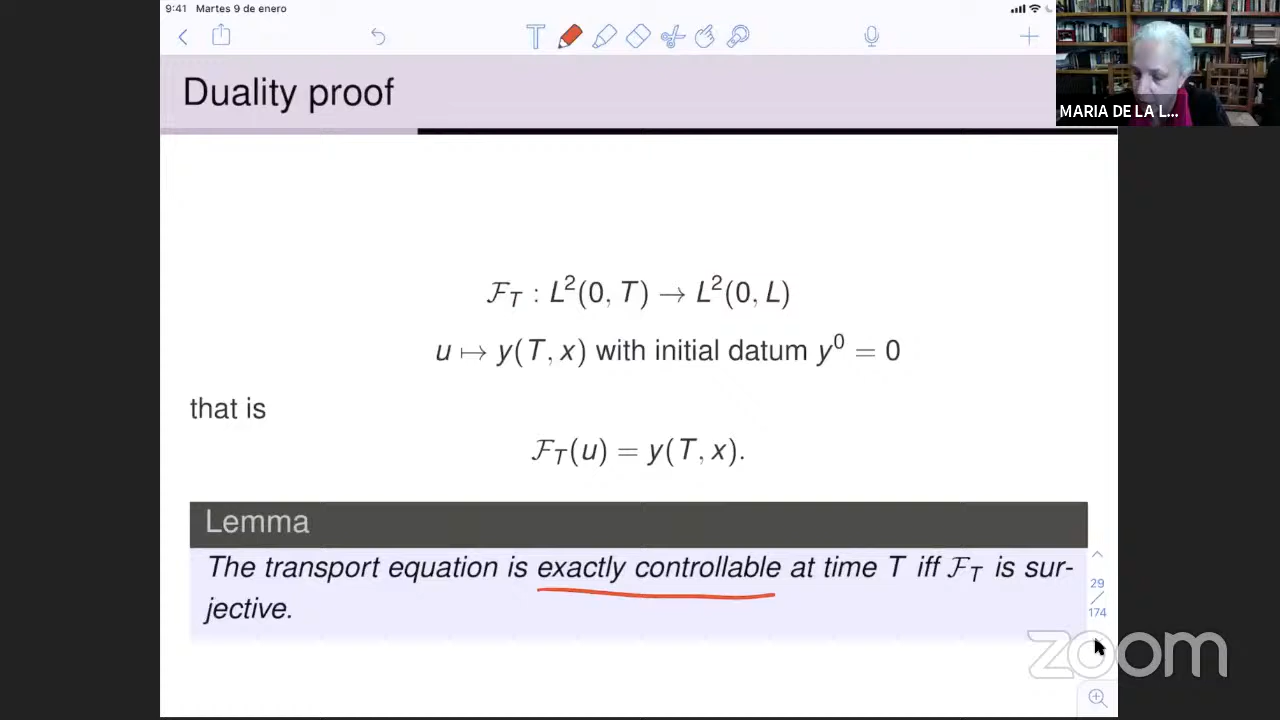 9:41 Martes 9 de enero
Duality proof
MARIA DE LA L...
ℱ_T : L²(0, T) → L²(0, L)
u ↦ y(T, x) with initial datum y⁰ = 0
that is
ℱ_T(u) = y(T, x).
Lemma
The transport equation is exactly controllable at time T iff ℱ_T is sur-
jective.
29
174
zoom